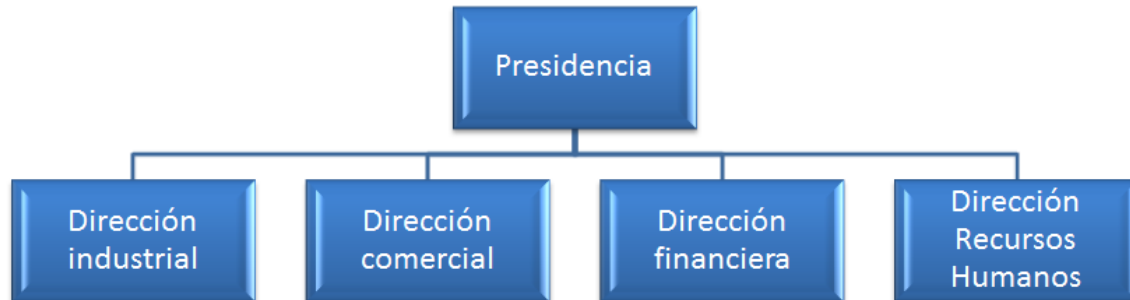 Presidencia
Dirección
industrial
Dirección
comercial
Dirección
financiera
Dirección
Recursos
Humanos